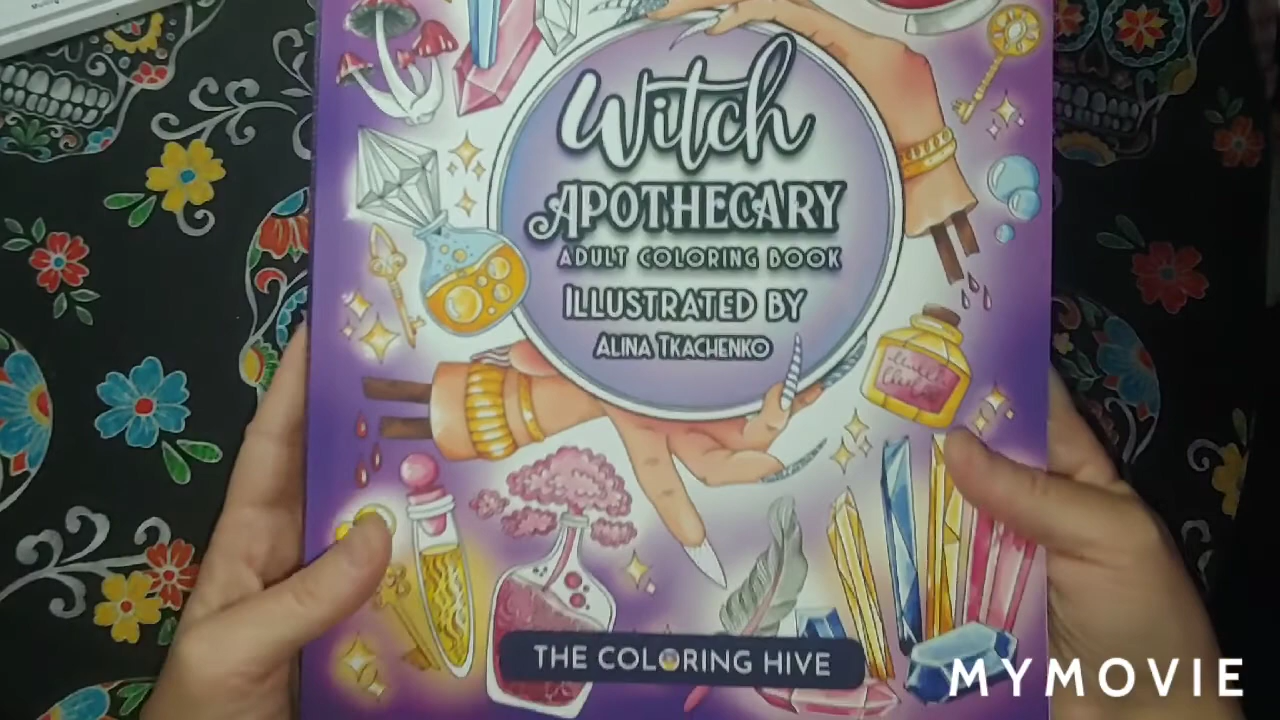 Witch
APOTHECARY
ADULT COLORING BOOK
ILLUSTRATED BY
ALINA TKACHENKO
THE COLORING HIVE
MYMOVIE